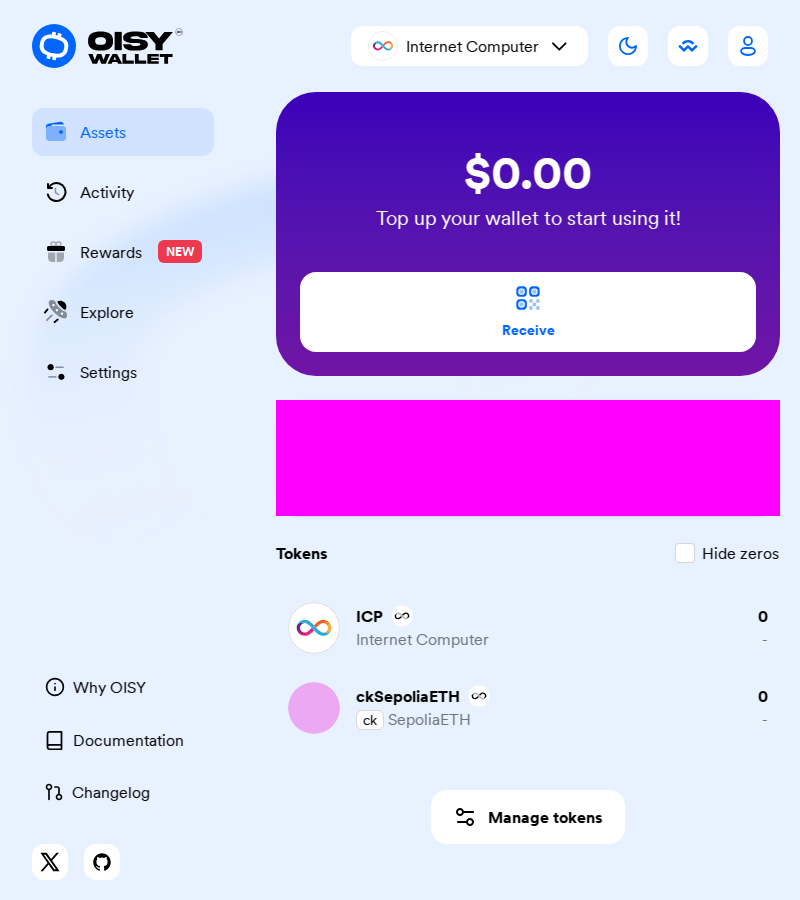 OISY
WALLET
Internet Computer
Assets
Activity
Rewards NEW
Explore
Settings
$0.00
Top up your wallet to start using it!
Receive
Tokens
Hide zeros
ICP
0
Internet Computer
-
ckSepoliaETH
0
ck SepoliaETH
-
Manage tokens
Why OISY
Documentation
Changelog